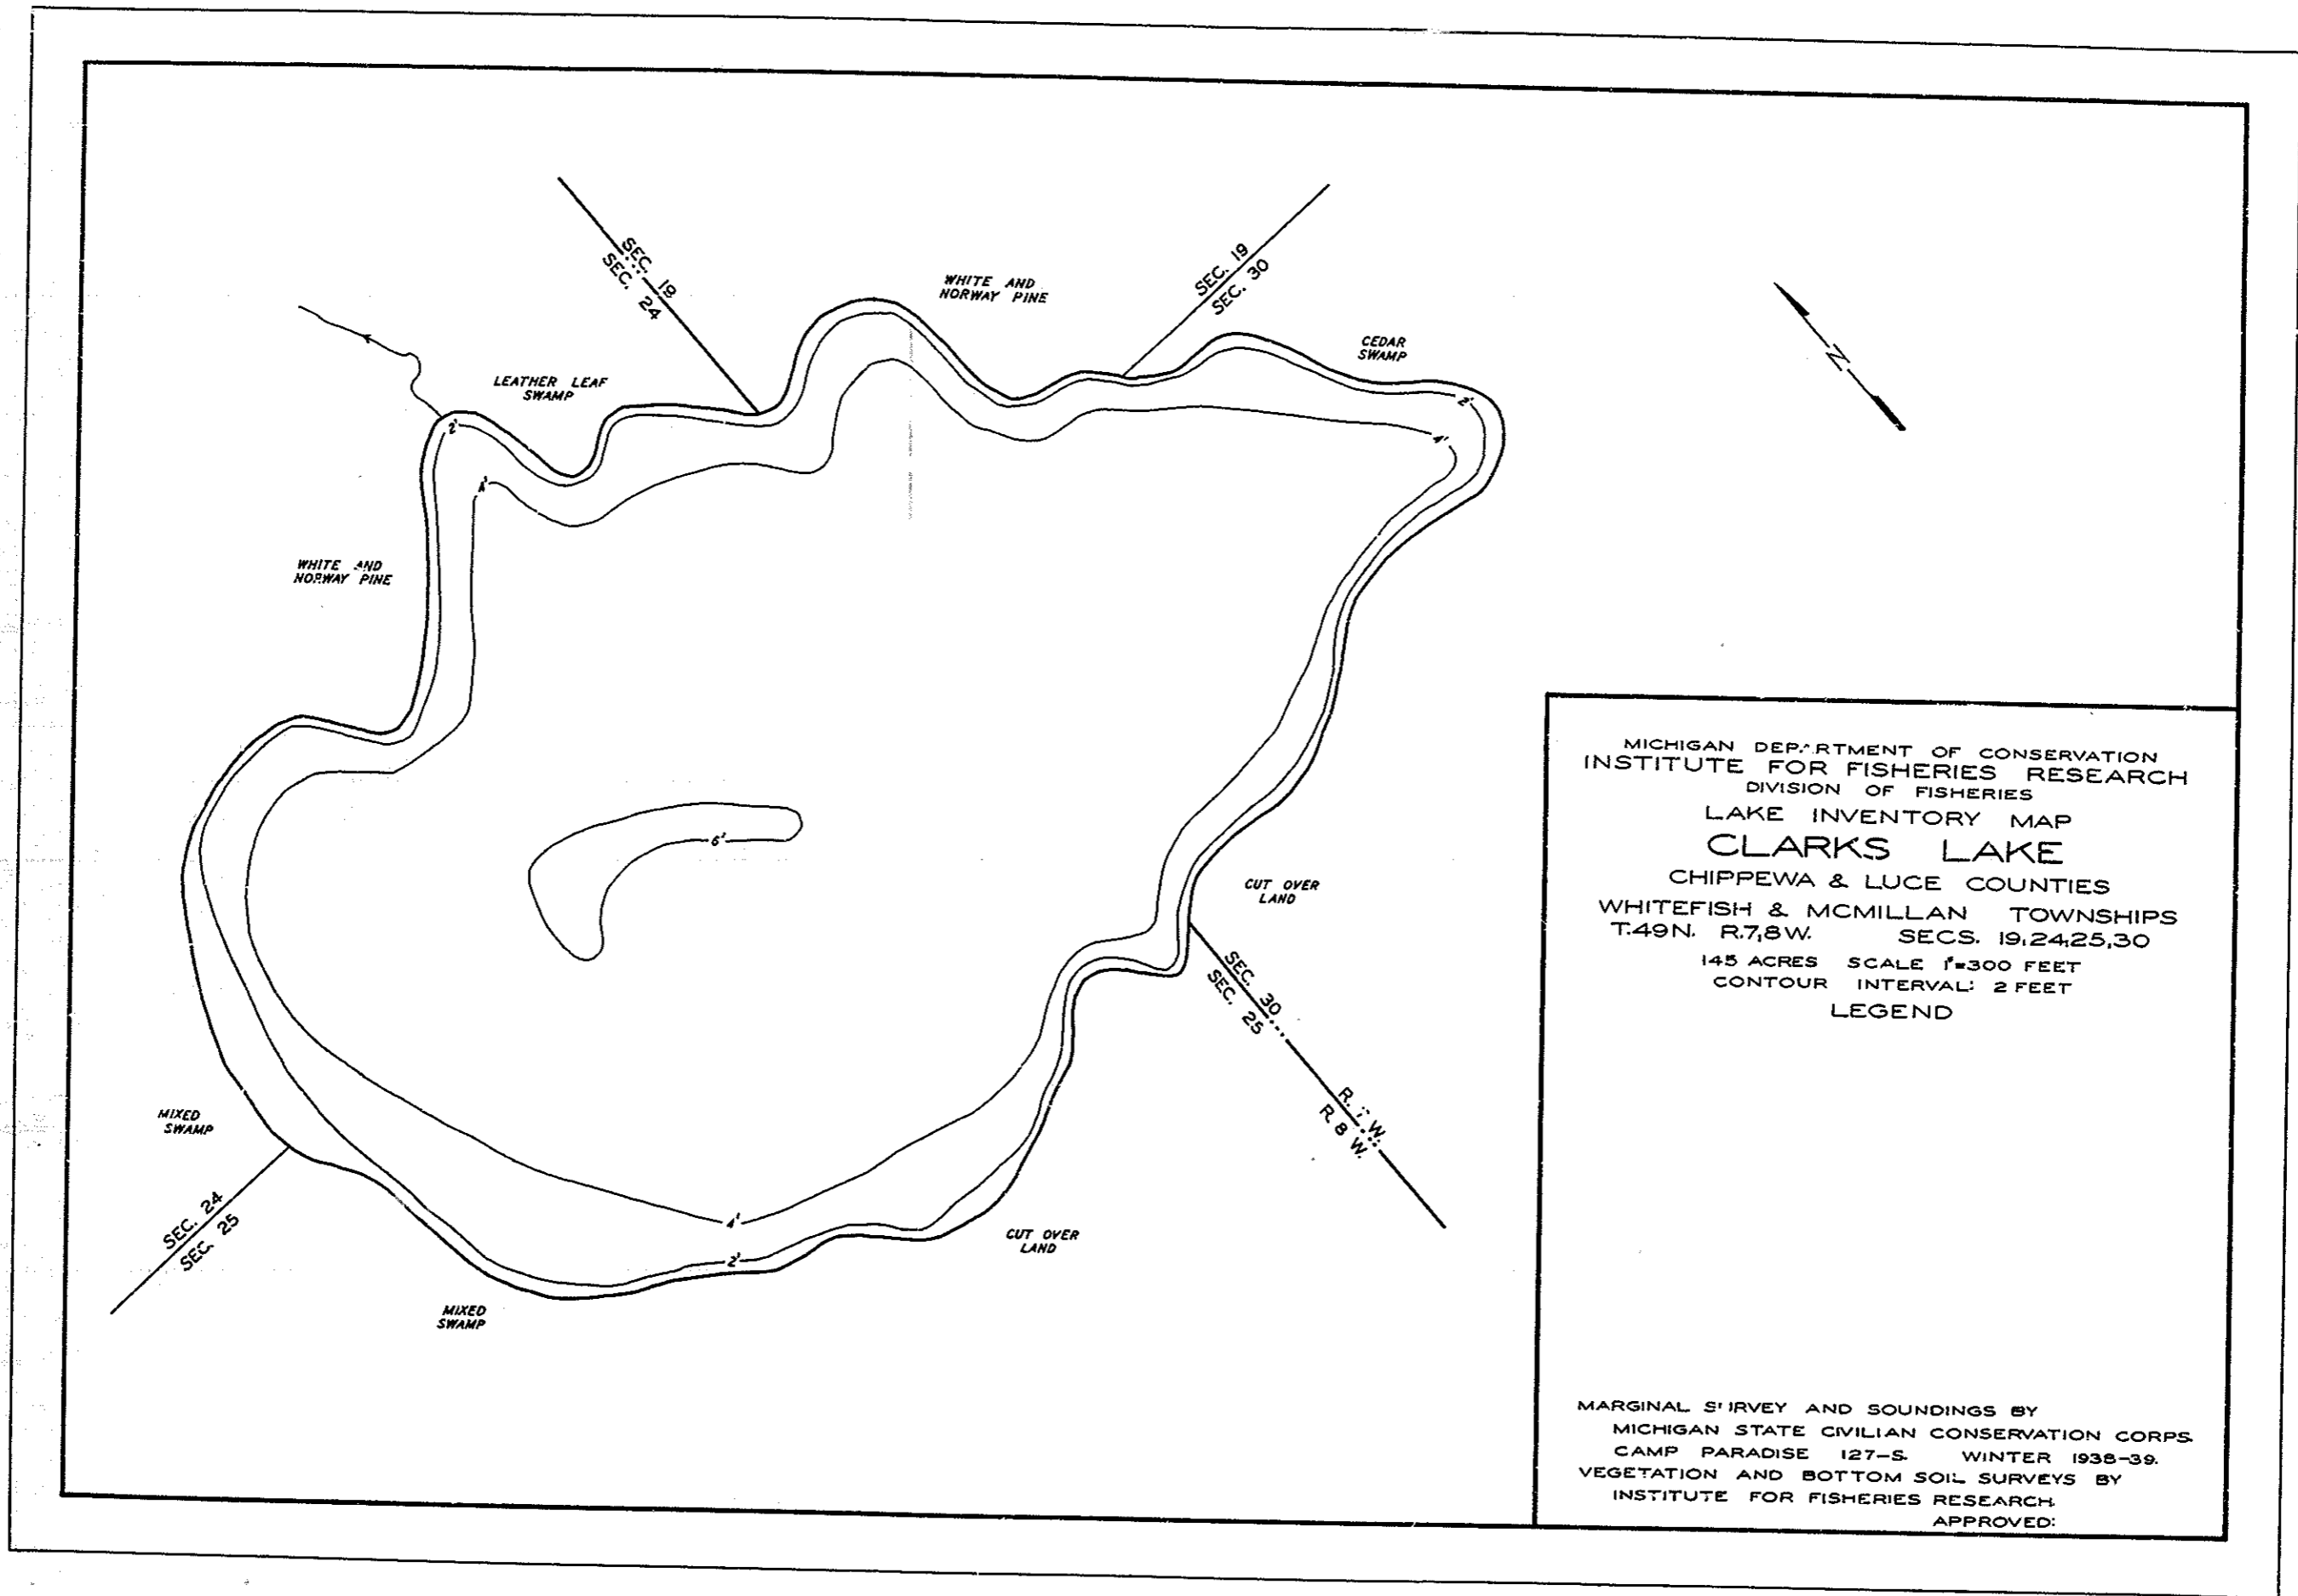 SEC. 19
SEC. 24
WHITE AND
NORWAY PINE
SEC. 19
SEC. 30
CEDAR
SWAMP
LEATHER LEAF
SWAMP
N
2'
4'
2'
4'
WHITE AND
NORWAY PINE
6'
CUT OVER
LAND
SEC. 30
SEC. 25
R. 7 W.
R. 8 W.
MIXED
SWAMP
SEC. 24
SEC. 25
4'
2'
CUT OVER
LAND
MIXED
SWAMP
MICHIGAN DEPARTMENT OF CONSERVATION
INSTITUTE FOR FISHERIES RESEARCH
DIVISION OF FISHERIES
LAKE INVENTORY MAP
CLARKS LAKE
CHIPPEWA & LUCE COUNTIES
WHITEFISH & MCMILLAN TOWNSHIPS
T.49N. R.7,8W. SECS. 19,24,25,30
145 ACRES SCALE 1"=300 FEET
CONTOUR INTERVAL: 2 FEET
LEGEND
MARGINAL SURVEY AND SOUNDINGS BY
MICHIGAN STATE CIVILIAN CONSERVATION CORPS.
CAMP PARADISE 127-S. WINTER 1938-39.
VEGETATION AND BOTTOM SOIL SURVEYS BY
INSTITUTE FOR FISHERIES RESEARCH.
APPROVED: